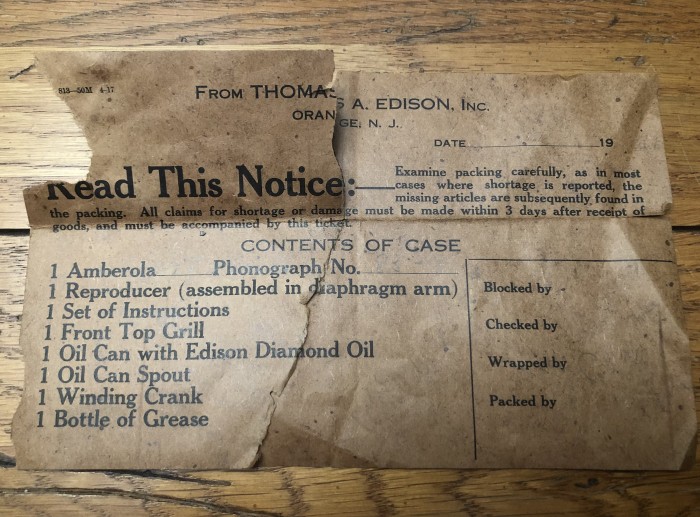 813—50M 4-17
FROM THOMAS A. EDISON, INC.
ORANGE, N. J.
DATE 19
Read This Notice:— Examine packing carefully, as in most
cases where shortage is reported, the
missing articles are subsequently found in
the packing. All claims for shortage or damage must be made within 3 days after receipt of
goods, and must be accompanied by this ticket.
CONTENTS OF CASE
1 Amberola Phonograph No.
1 Reproducer (assembled in diaphragm arm)
1 Set of Instructions
1 Front Top Grill
1 Oil Can with Edison Diamond Oil
1 Oil Can Spout
1 Winding Crank
1 Bottle of Grease
Blocked by
Checked by
Wrapped by
Packed by